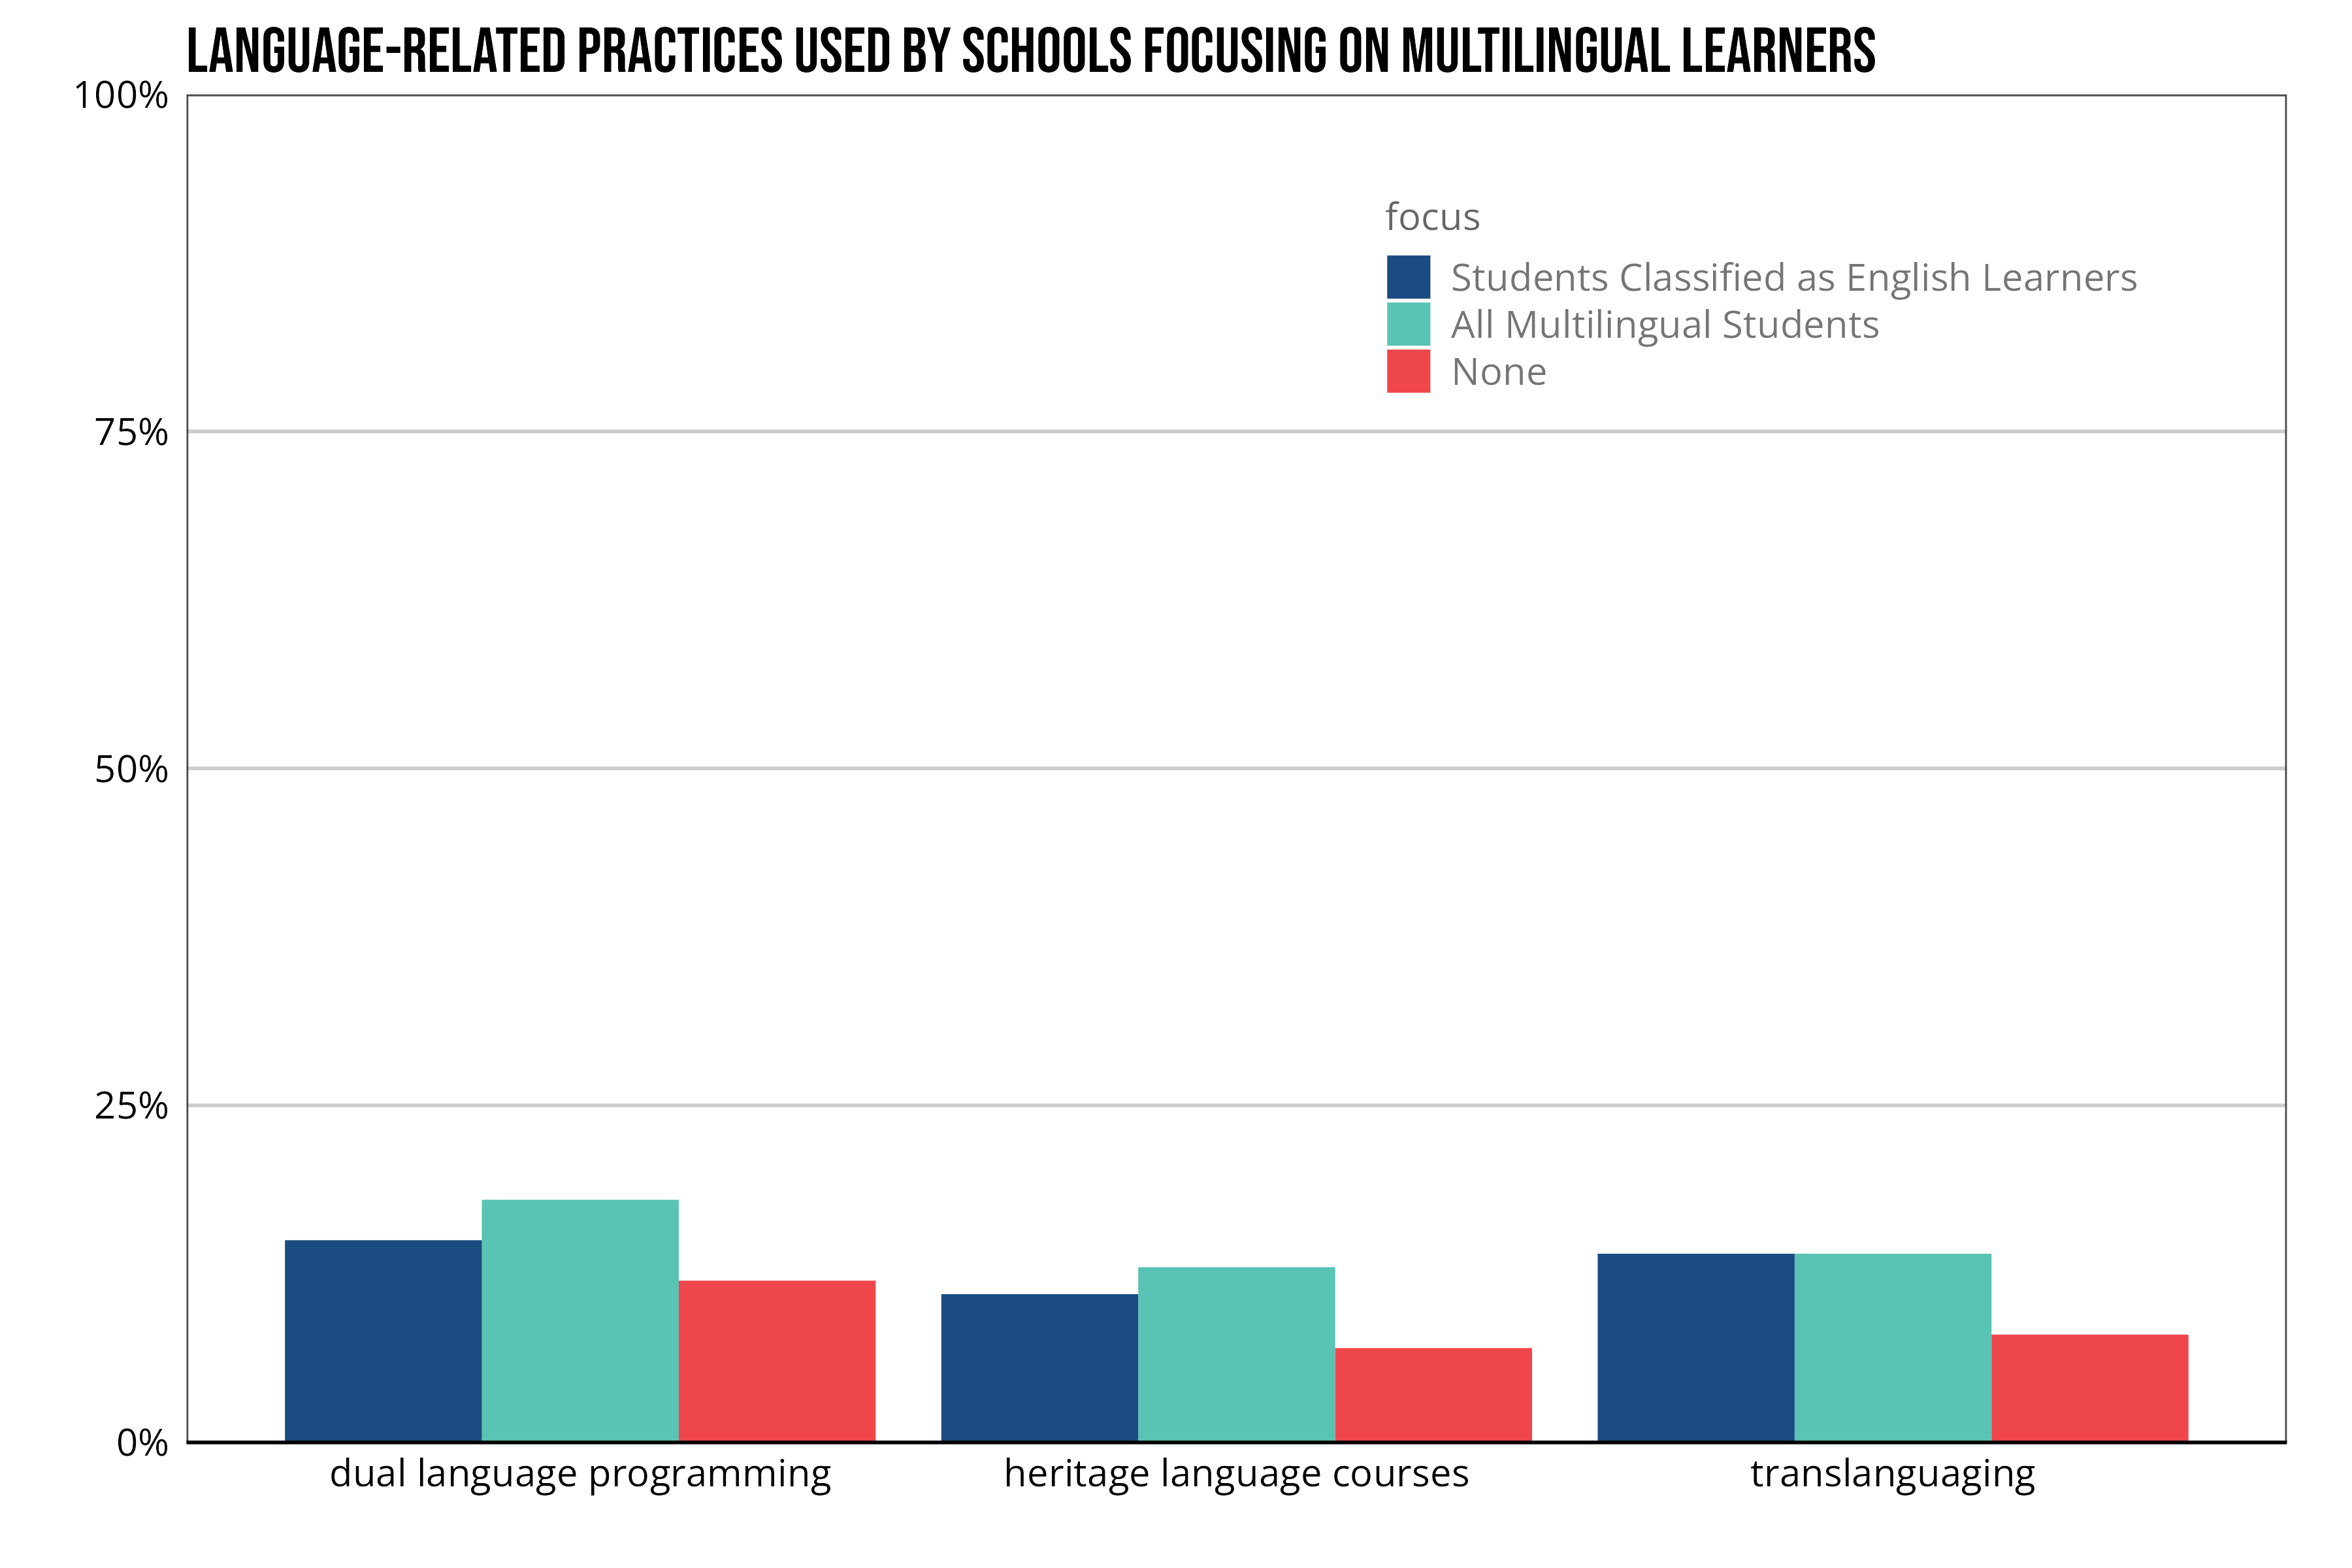 LANGUAGE-RELATED PRACTICES USED BY SCHOOLS FOCUSING ON MULTILINGUAL LEARNERS
100%
focus
Students Classified as English Learners
All Multilingual Students
None
75%
50%
25%
0%
dual language programming
heritage language courses
translanguaging